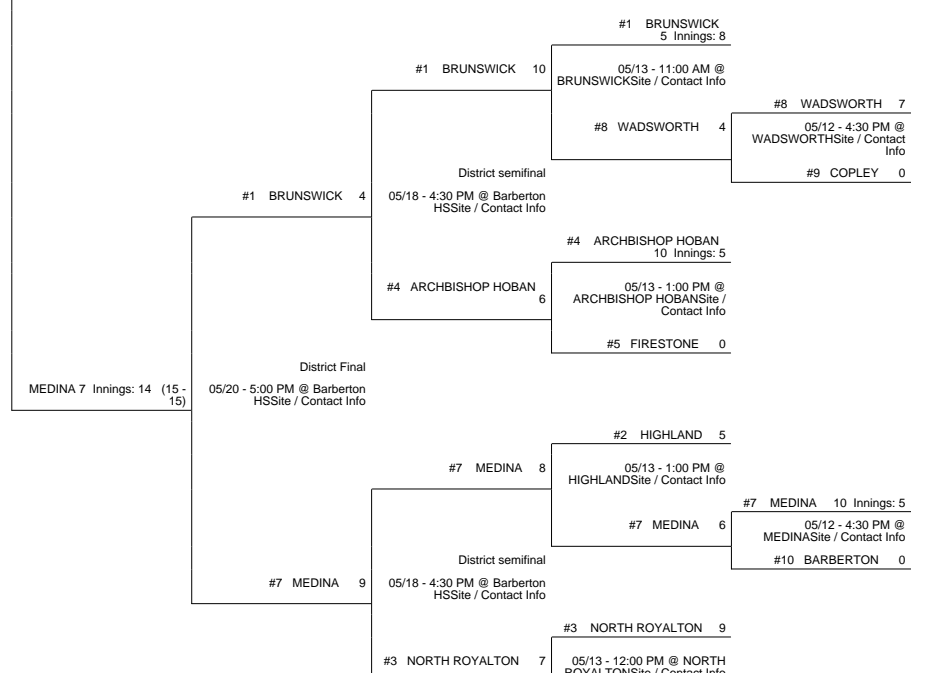 #1 BRUNSWICK
5 Innings: 8
#1 BRUNSWICK 10
05/13 - 11:00 AM @
BRUNSWICKSite / Contact Info
#8 WADSWORTH 7
#8 WADSWORTH 4
05/12 - 4:30 PM @
WADSWORTHSite / Contact
Info
#9 COPLEY 0
District semifinal
#1 BRUNSWICK 4
05/18 - 4:30 PM @ Barberton
HSSite / Contact Info
#4 ARCHBISHOP HOBAN
10 Innings: 5
#4 ARCHBISHOP HOBAN
6
05/13 - 1:00 PM @
ARCHBISHOP HOBANSite /
Contact Info
#5 FIRESTONE 0
District Final
MEDINA 7 Innings: 14 (15 -
15)
05/20 - 5:00 PM @ Barberton
HSSite / Contact Info
#2 HIGHLAND 5
#7 MEDINA 8
05/13 - 1:00 PM @
HIGHLANDSite / Contact Info
#7 MEDINA 10 Innings: 5
#7 MEDINA 6
05/12 - 4:30 PM @
MEDINASite / Contact Info
#10 BARBERTON 0
District semifinal
#7 MEDINA 9
05/18 - 4:30 PM @ Barberton
HSSite / Contact Info
#3 NORTH ROYALTON 9
#3 NORTH ROYALTON 7
05/13 - 12:00 PM @ NORTH
ROYALTONSite / Contact Info